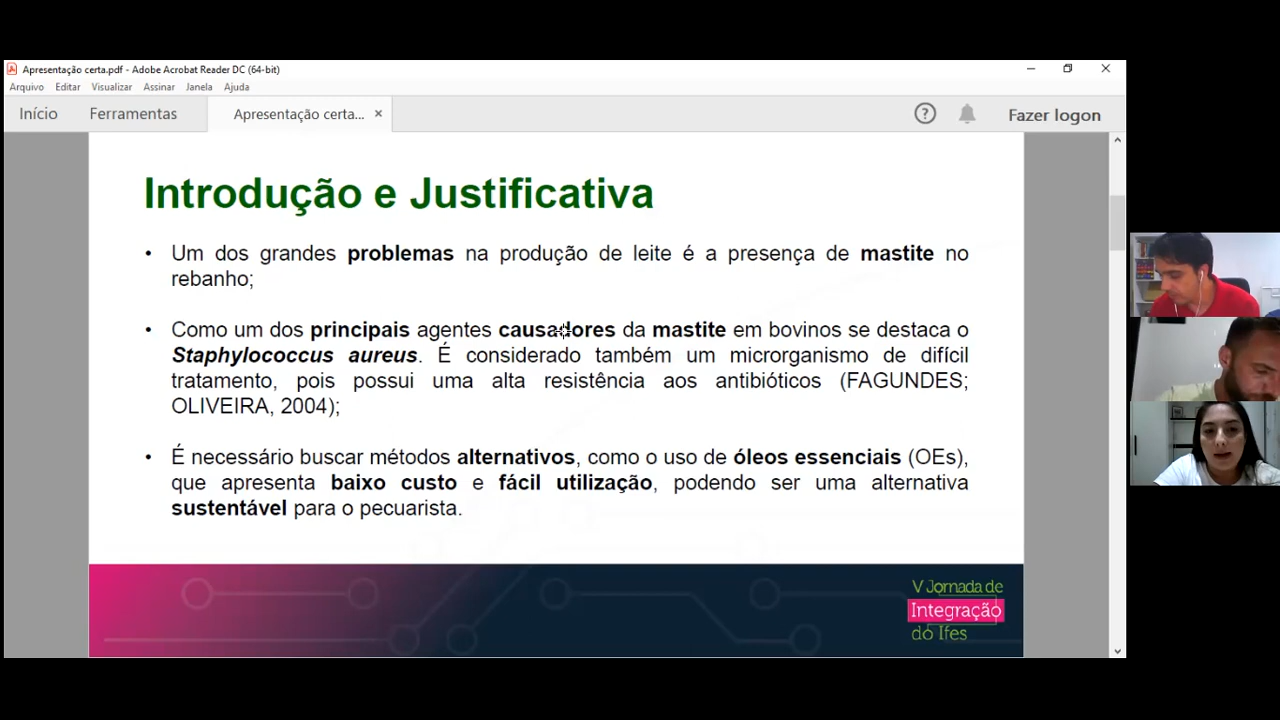 Apresentação certa.pdf - Adobe Acrobat Reader DC (64-bit)
Arquivo Editar Visualizar Assinar Janela Ajuda
Início Ferramentas Apresentação certa... × Fazer logon
Introdução e Justificativa
• Um dos grandes problemas na produção de leite é a presença de mastite no
rebanho;
• Como um dos principais agentes causadores da mastite em bovinos se destaca o
Staphylococcus aureus. É considerado também um microrganismo de difícil
tratamento, pois possui uma alta resistência aos antibióticos (FAGUNDES;
OLIVEIRA, 2004);
• É necessário buscar métodos alternativos, como o uso de óleos essenciais (OEs),
que apresenta baixo custo e fácil utilização, podendo ser uma alternativa
sustentável para o pecuarista.
V Jornada de
Integração
do Ifes